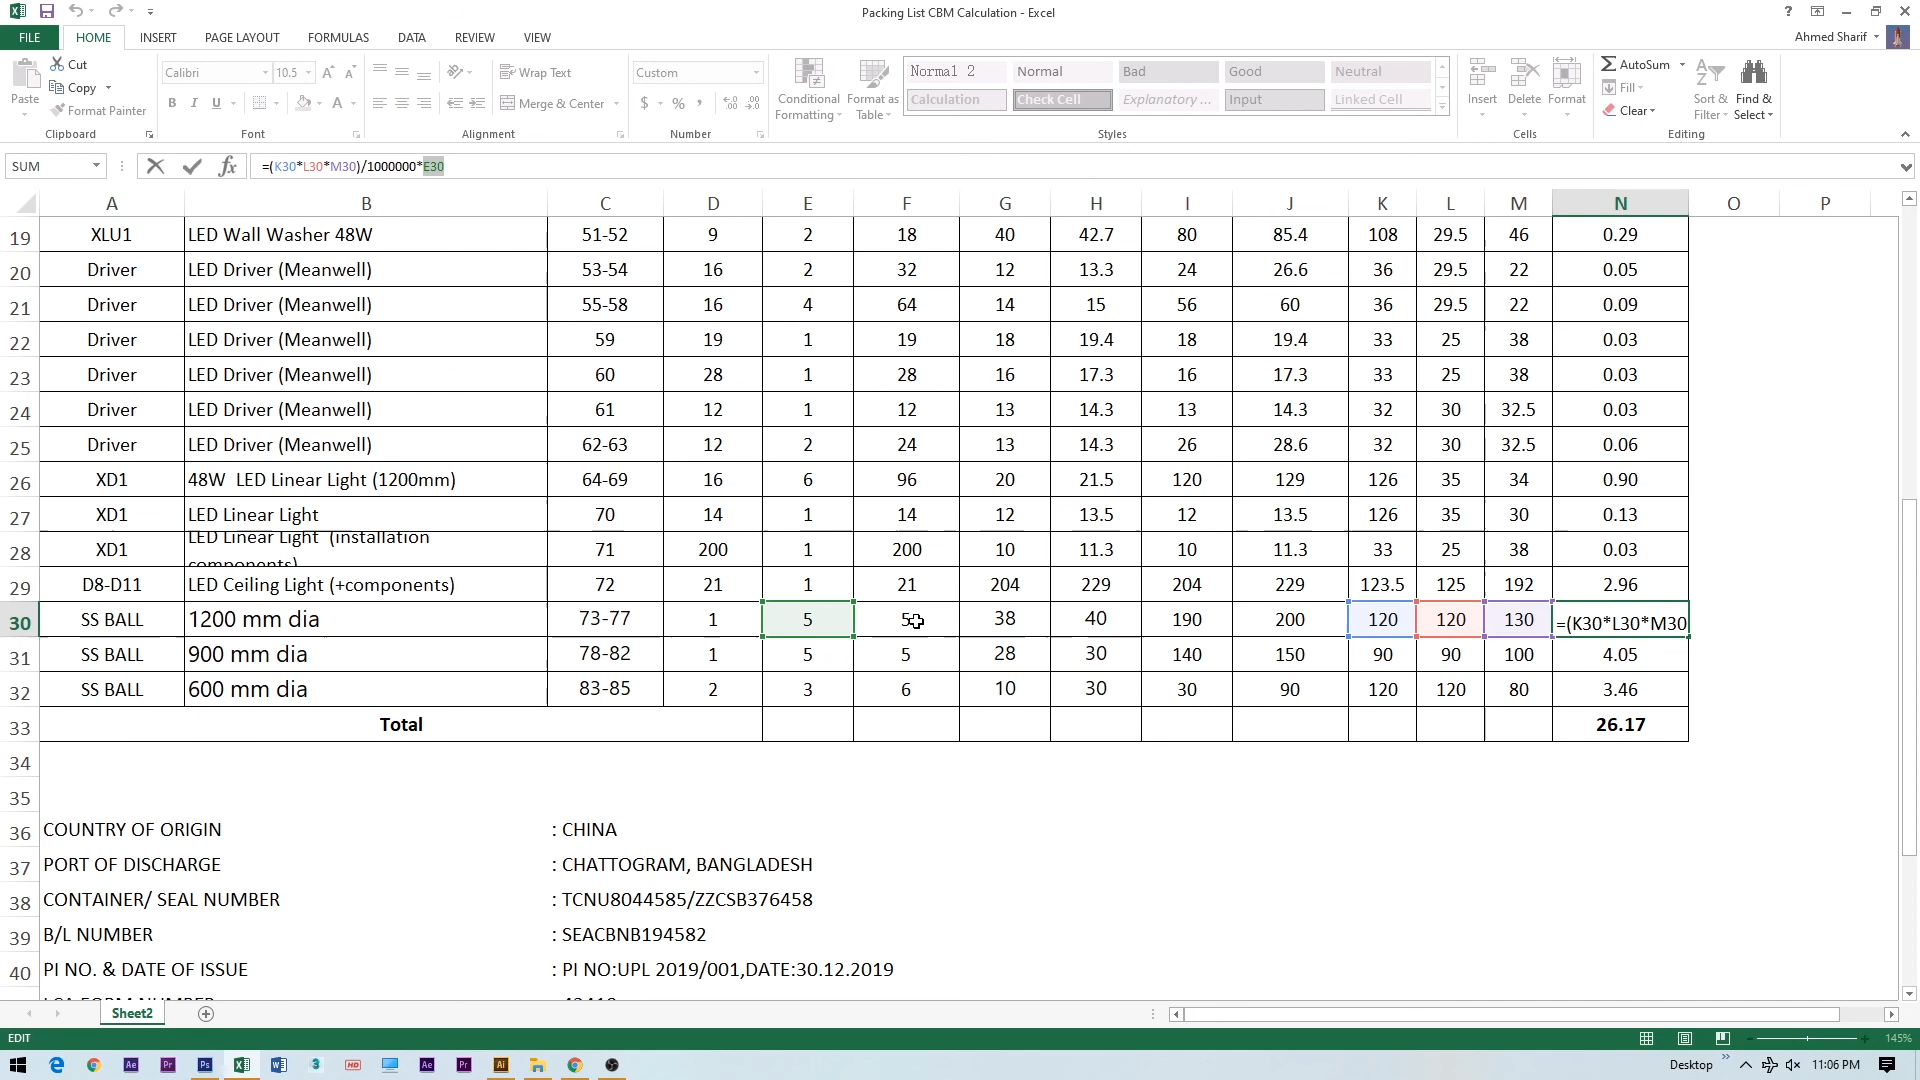 Packing List CBM Calculation - Excel
FILE HOME INSERT PAGE LAYOUT FORMULAS DATA REVIEW VIEW Ahmed Sharif
Paste Cut Copy Format Painter Clipboard
Calibri 10.5 B I U A Font
Wrap Text Merge & Center Alignment
Custom $ % Number
Conditional Formatting Format as Table
Normal 2 Normal Bad Good Neutral
Calculation Check Cell Explanatory ... Input Linked Cell
Styles
Insert Delete Format Cells
AutoSum Fill Clear Sort & Filter Find & Select Editing
SUM fx =(K30*L30*M30)/1000000*E30
A B C D E F G H I J K L M N O P
19 XLU1 LED Wall Washer 48W 51-52 9 2 18 40 42.7 80 85.4 108 29.5 46 0.29
20 Driver LED Driver (Meanwell) 53-54 16 2 32 12 13.3 24 26.6 36 29.5 22 0.05
21 Driver LED Driver (Meanwell) 55-58 16 4 64 14 15 56 60 36 29.5 22 0.09
22 Driver LED Driver (Meanwell) 59 19 1 19 18 19.4 18 19.4 33 25 38 0.03
23 Driver LED Driver (Meanwell) 60 28 1 28 16 17.3 16 17.3 33 25 38 0.03
24 Driver LED Driver (Meanwell) 61 12 1 12 13 14.3 13 14.3 32 30 32.5 0.03
25 Driver LED Driver (Meanwell) 62-63 12 2 24 13 14.3 26 28.6 32 30 32.5 0.06
26 XD1 48W LED Linear Light (1200mm) 64-69 16 6 96 20 21.5 120 129 126 35 34 0.90
27 XD1 LED Linear Light 70 14 1 14 12 13.5 12 13.5 126 35 30 0.13
28 XD1 LED Linear Light (installation components) 71 200 1 200 10 11.3 10 11.3 33 25 38 0.03
29 D8-D11 LED Ceiling Light (+components) 72 21 1 21 204 229 204 229 123.5 125 192 2.96
30 SS BALL 1200 mm dia 73-77 1 5 5 38 40 190 200 120 120 130 =(K30*L30*M30
31 SS BALL 900 mm dia 78-82 1 5 5 28 30 140 150 90 90 100 4.05
32 SS BALL 600 mm dia 83-85 2 3 6 10 30 30 90 120 120 80 3.46
33 Total 26.17
34
35
36 COUNTRY OF ORIGIN : CHINA
37 PORT OF DISCHARGE : CHATTOGRAM, BANGLADESH
38 CONTAINER/ SEAL NUMBER : TCNU8044585/ZZCSB376458
39 B/L NUMBER : SEACBNB194582
40 PI NO. & DATE OF ISSUE : PI NO:UPL 2019/001,DATE:30.12.2019
Sheet2
EDIT 145%
Desktop 11:06 PM